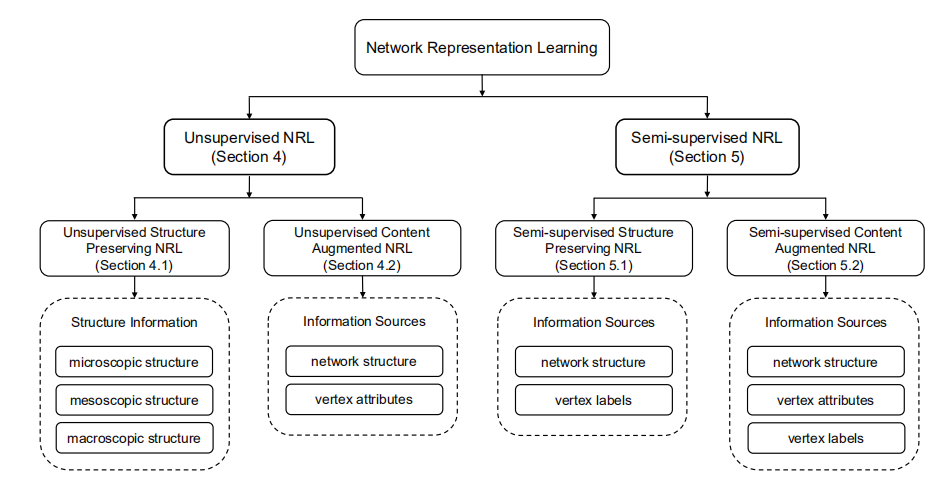 Network Representation Learning
Unsupervised NRL
(Section 4)
Semi-supervised NRL
(Section 5)
Unsupervised Structure
Preserving NRL
(Section 4.1)
Unsupervised Content
Augmented NRL
(Section 4.2)
Semi-supervised Structure
Preserving NRL
(Section 5.1)
Semi-supervised Content
Augmented NRL
(Section 5.2)
Structure Information
microscopic structure
mesoscopic structure
macroscopic structure
Information Sources
network structure
vertex attributes
Information Sources
network structure
vertex labels
Information Sources
network structure
vertex attributes
vertex labels